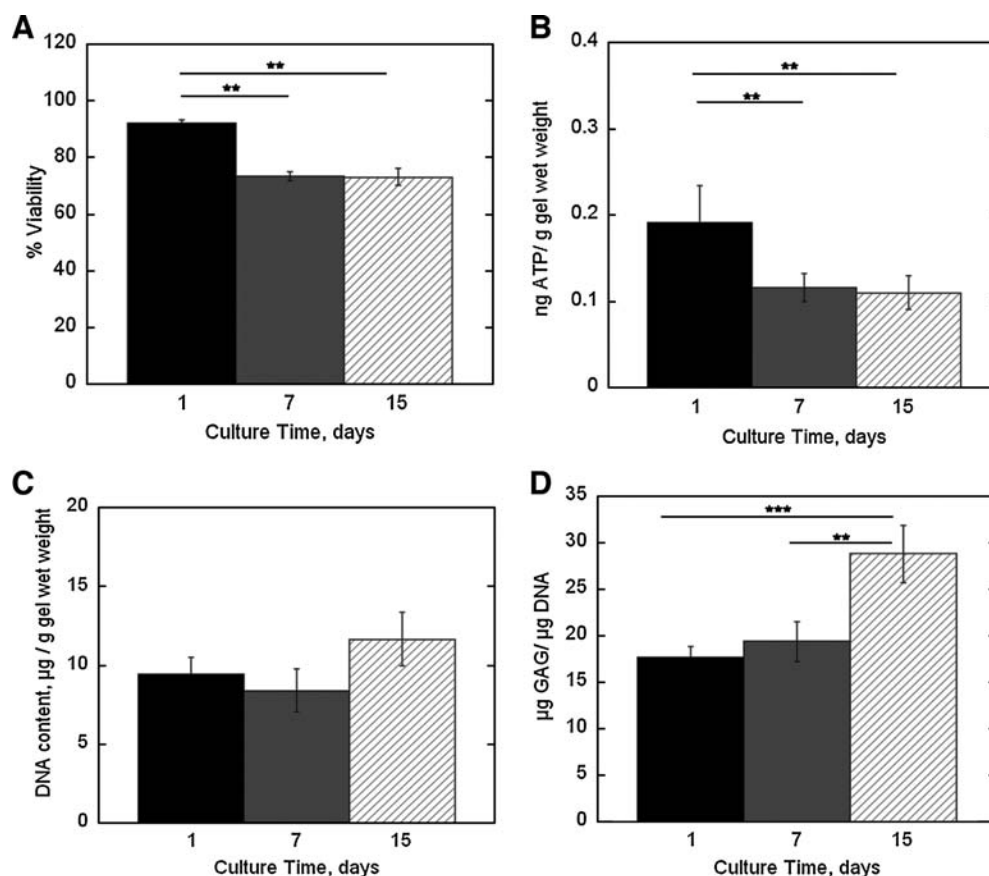 A
120
100
80
60
40
20
0
% Viability
**
**
1 7 15
Culture Time, days
B
0.4
0.3
0.2
0.1
0
ng ATP/ g gel wet weight
**
**
1 7 15
Culture Time, days
C
20
15
10
5
0
DNA content, µg / g gel wet weight
1 7 15
Culture Time, days
D
35
30
25
20
15
10
5
0
µg GAG/ µg DNA
***
**
1 7 15
Culture Time, days